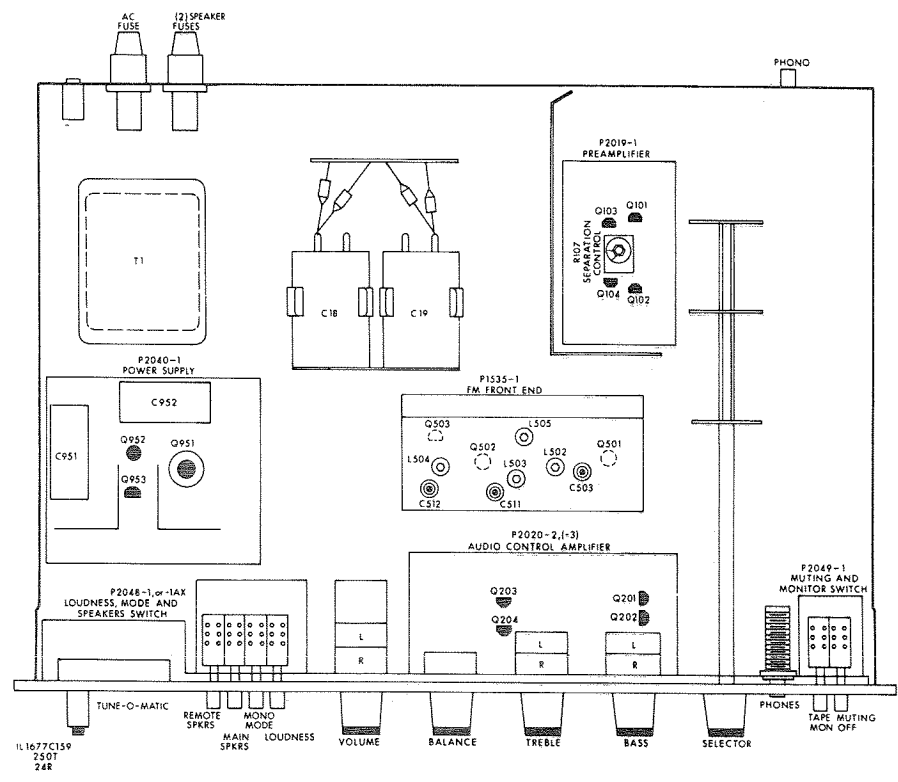 AC
FUSE
(2) SPEAKER
FUSES
PHONO
P2019-1
PREAMPLIFIER
Q103
Q101
R107
SEPARATION
CONTROL
Q104
Q102
T1
C18
C19
P2040-1
POWER SUPPLY
C952
C951
Q952
Q951
Q953
P1535-1
FM FRONT END
Q503
L505
Q502
Q501
L504
L503
L502
C503
C512
C511
P2020-2,(-3)
AUDIO CONTROL AMPLIFIER
Q203
Q204
Q201
Q202
P2048-1, or -1AX
LOUDNESS, MODE AND
SPEAKERS SWITCH
P2049-1
MUTING AND
MONITOR SWITCH
L
R
L
R
L
R
TUNE-O-MATIC
REMOTE
SPKRS
MAIN
SPKRS
MONO
MODE
LOUDNESS
VOLUME
BALANCE
TREBLE
BASS
SELECTOR
PHONES
TAPE
MON
MUTING
OFF
IL1677C159
250T
24R